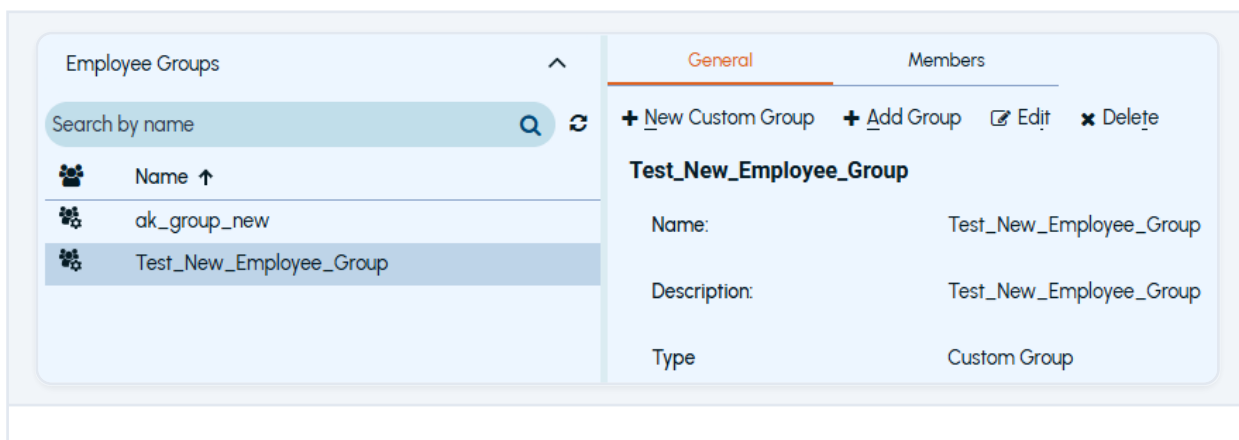 Employee Groups
Search by name
Name
ak_group_new
Test_New_Employee_Group
General Members
New Custom Group Add Group Edit Delete
Test_New_Employee_Group
Name: Test_New_Employee_Group
Description: Test_New_Employee_Group
Type Custom Group